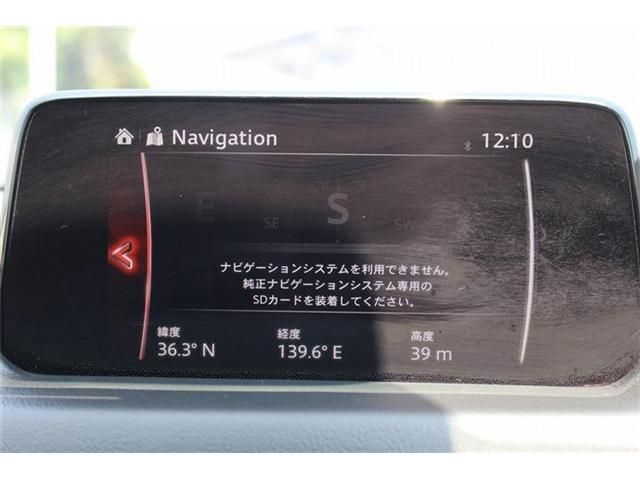 Navigation 12:10
E SE S SW
ナビゲーションシステムを利用できません。
純正ナビゲーションシステム専用の
SDカードを装着してください。
緯度 経度 高度
36.3° N 139.6° E 39 m